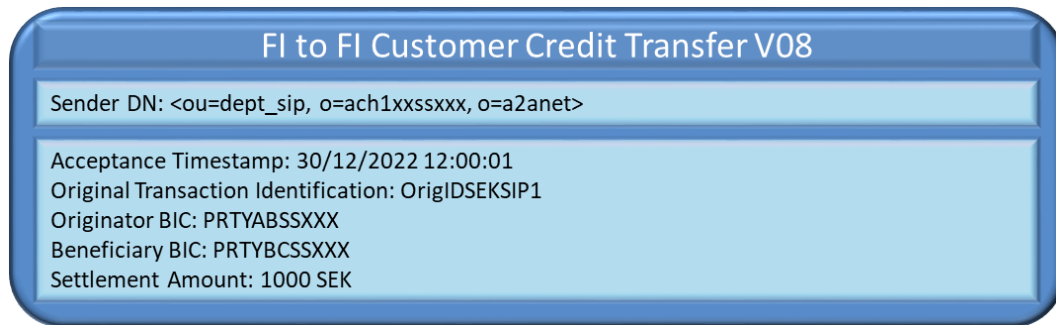 FI to FI Customer Credit Transfer V08
Sender DN: <ou=dept_sip, o=ach1xxssxxx, o=a2anet>
Acceptance Timestamp: 30/12/2022 12:00:01
Original Transaction Identification: OrigIDSEKSIP1
Originator BIC: PRTYABSSXXX
Beneficiary BIC: PRTYBCSSXXX
Settlement Amount: 1000 SEK